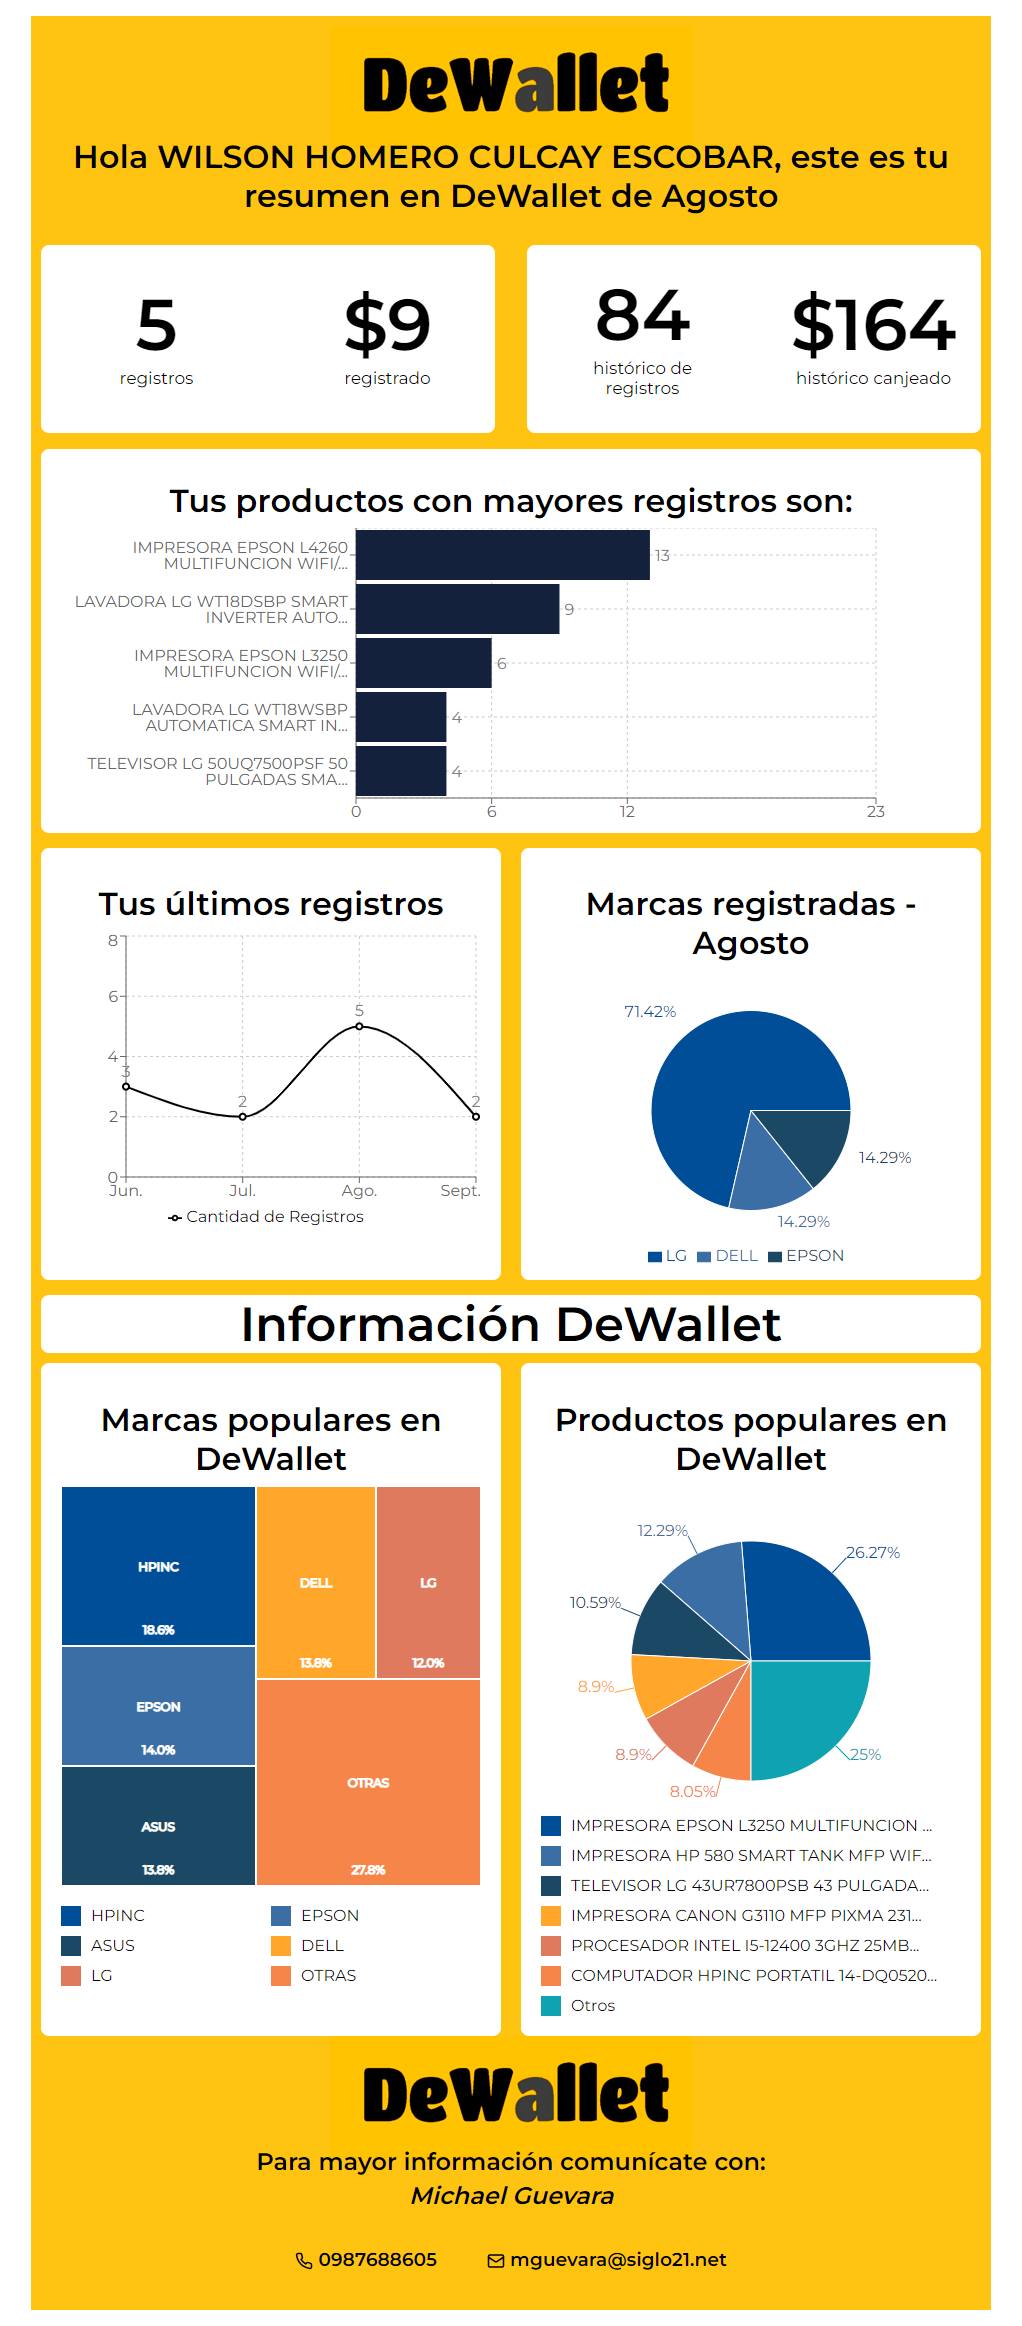 DeWallet
Hola WILSON HOMERO CULCAY ESCOBAR, este es tu
resumen en DeWallet de Agosto
5
registros
$9
registrado
84
histórico de
registros
$164
histórico canjeado
Tus productos con mayores registros son:
IMPRESORA EPSON L4260
MULTIFUNCION WIFI/...
13
LAVADORA LG WT18DSBP SMART
INVERTER AUTO...
9
IMPRESORA EPSON L3250
MULTIFUNCION WIFI/...
6
LAVADORA LG WT18WSBP
AUTOMATICA SMART IN...
4
TELEVISOR LG 50UQ7500PSF 50
PULGADAS SMA...
4
0 6 12 23
Tus últimos registros
8
6
4
2
0
3
2
5
2
Jun. Jul. Ago. Sept.
Cantidad de Registros
Marcas registradas -
Agosto
71.42%
14.29%
14.29%
LG DELL EPSON
Información DeWallet
Marcas populares en
DeWallet
HPINC
18.6%
EPSON
14.0%
ASUS
13.8%
DELL
13.8%
LG
12.0%
OTRAS
27.8%
HPINC EPSON
ASUS DELL
LG OTRAS
Productos populares en
DeWallet
12.29%
26.27%
10.59%
8.9%
8.9%
8.05%
25%
IMPRESORA EPSON L3250 MULTIFUNCION ...
IMPRESORA HP 580 SMART TANK MFP WIF...
TELEVISOR LG 43UR7800PSB 43 PULGADA...
IMPRESORA CANON G3110 MFP PIXMA 231...
PROCESADOR INTEL I5-12400 3GHZ 25MB...
COMPUTADOR HPINC PORTATIL 14-DQ0520...
Otros
DeWallet
Para mayor información comunícate con:
Michael Guevara
0987688605 mguevara@siglo21.net